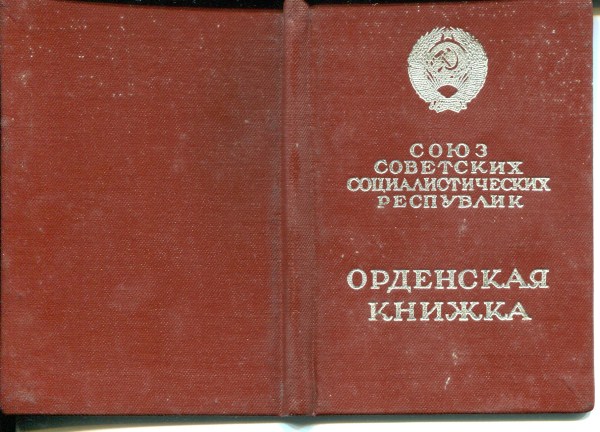 СОЮЗ
СОВЕТСКИХ
СОЦИАЛИСТИЧЕСКИХ
РЕСПУБЛИК
ОРДЕНСКАЯ
КНИЖКА